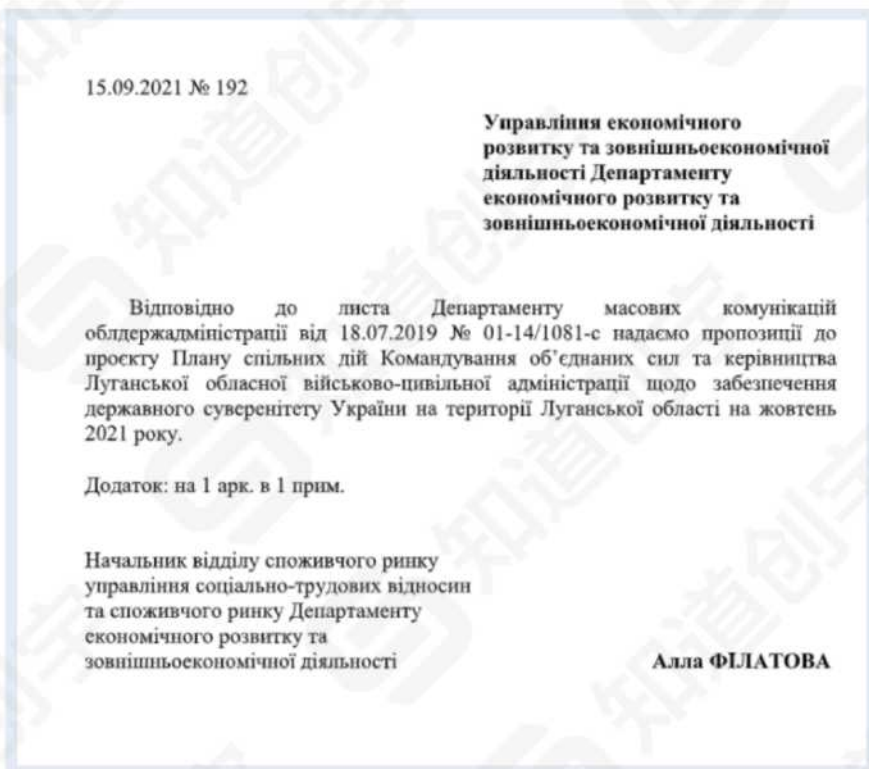 15.09.2021 № 192
Управління економічного
розвитку та зовнішньоекономічної
діяльності Департаменту
економічного розвитку та
зовнішньоекономічної діяльності
Відповідно до листа Департаменту масових комунікацій
облдержадміністрації від 18.07.2019 № 01-14/1081-с надаємо пропозиції до
проєкту Плану спільних дій Командування об’єднаних сил та керівництва
Луганської обласної військово-цивільної адміністрації щодо забезпечення
державного суверенітету України на території Луганської області на жовтень
2021 року.
Додаток: на 1 арк. в 1 прим.
Начальник відділу споживчого ринку
управління соціально-трудових відносин
та споживчого ринку Департаменту
економічного розвитку та
зовнішньоекономічної діяльності
Алла ФІЛАТОВА
知道创宇